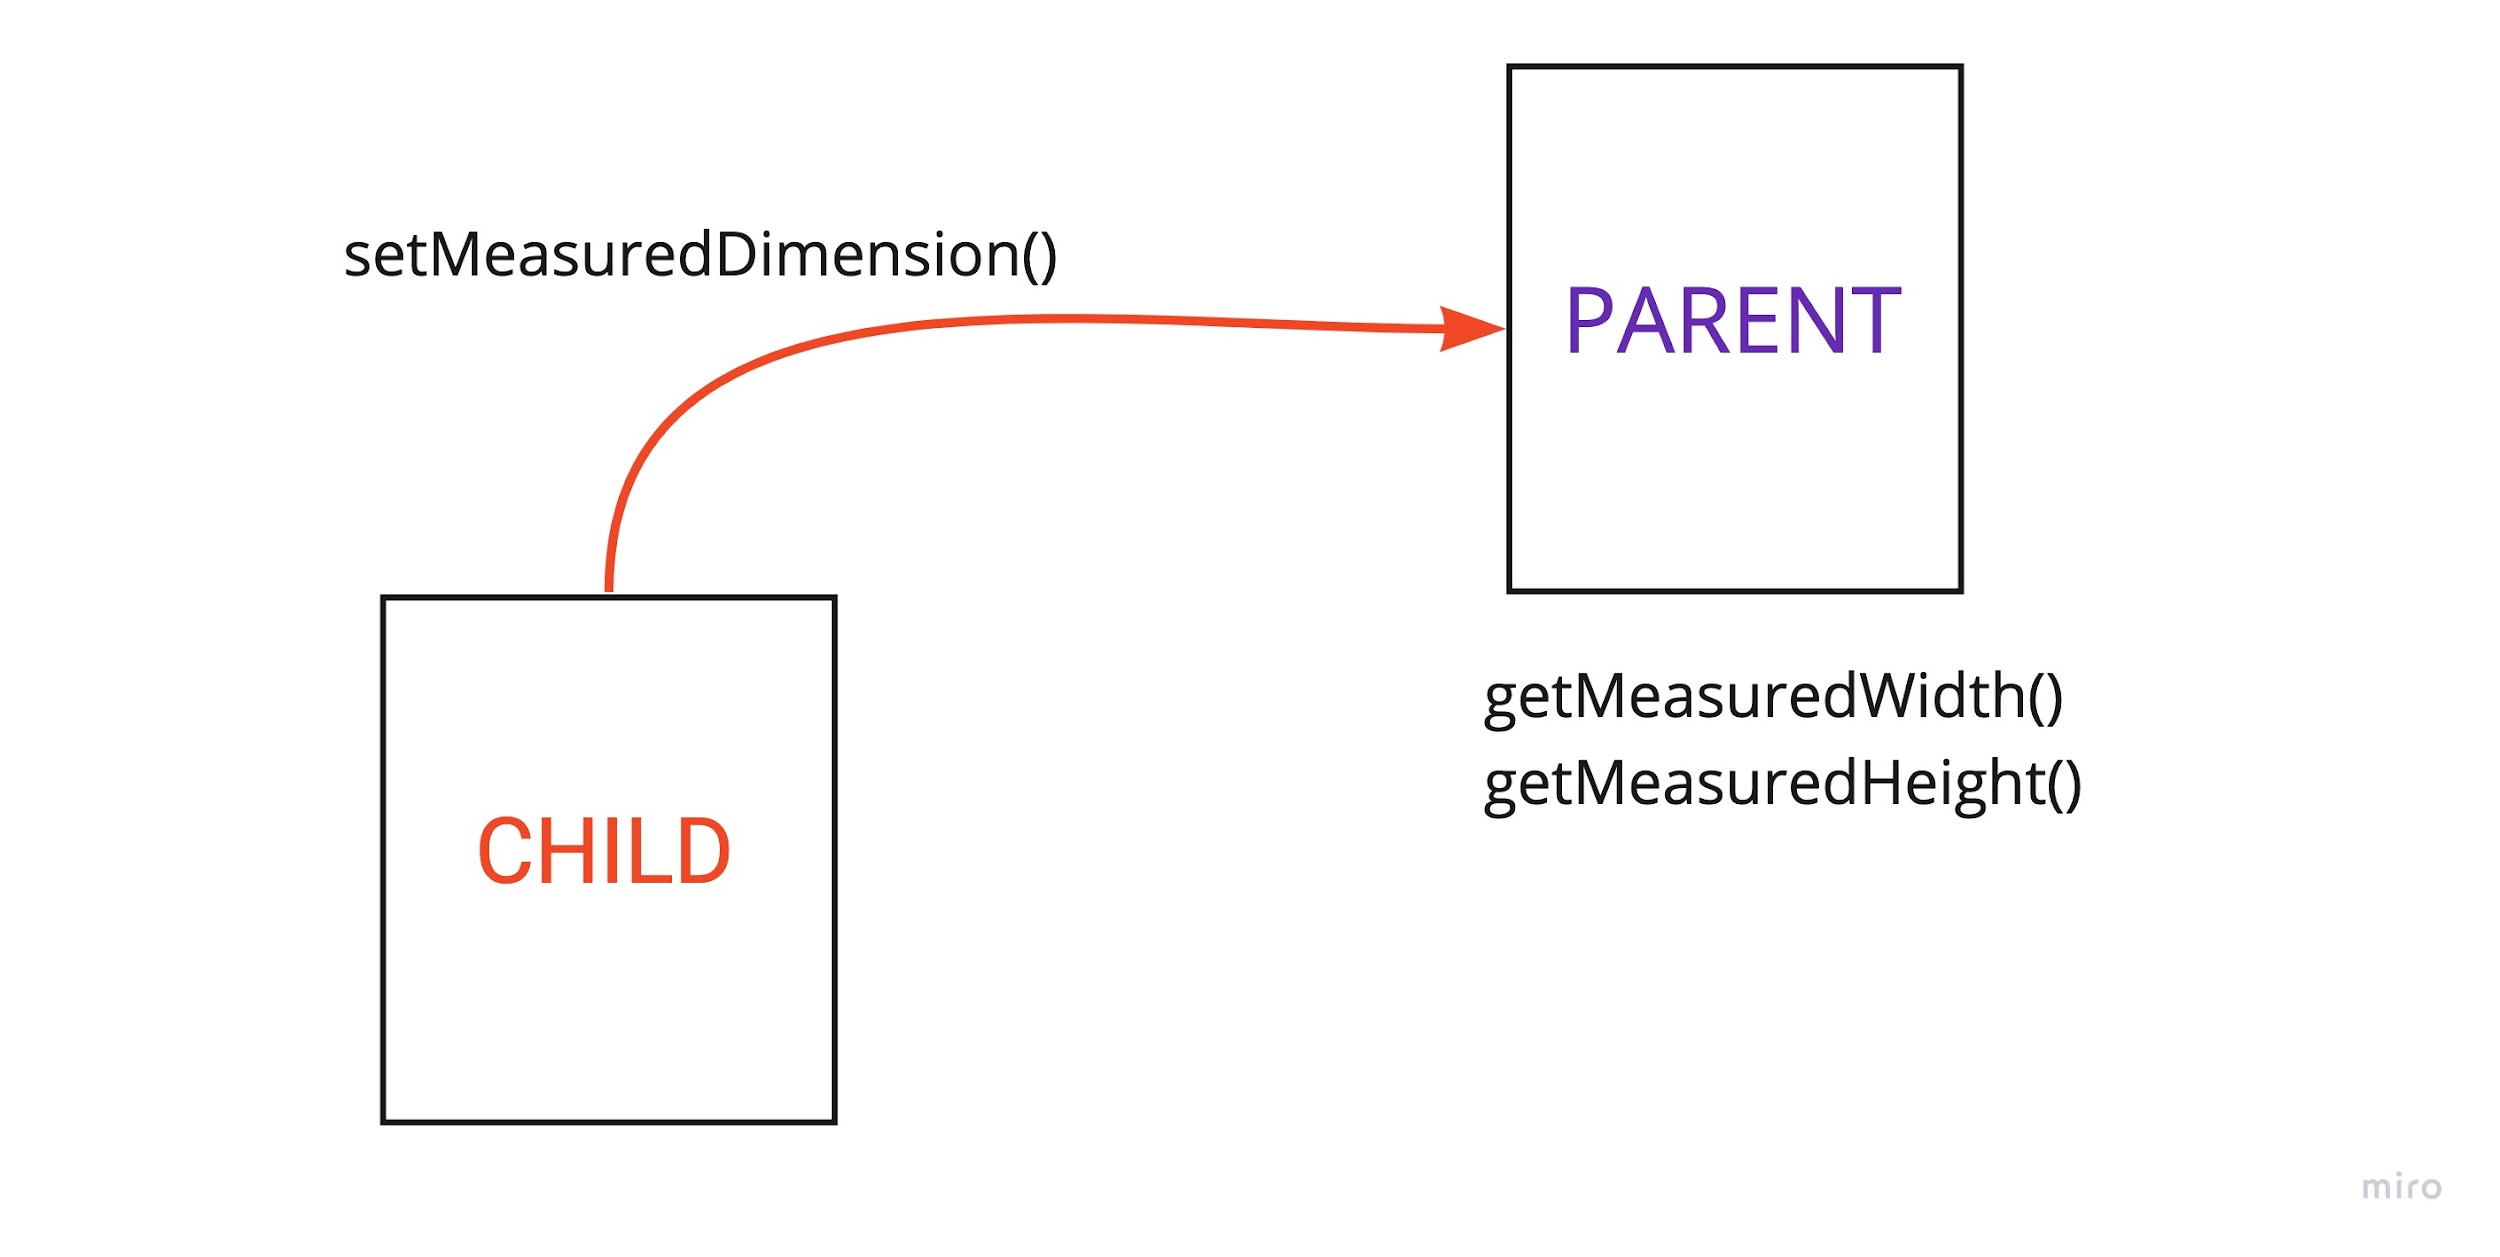 setMeasuredDimension()
PARENT
getMeasuredWidth()
getMeasuredHeight()
CHILD
miro